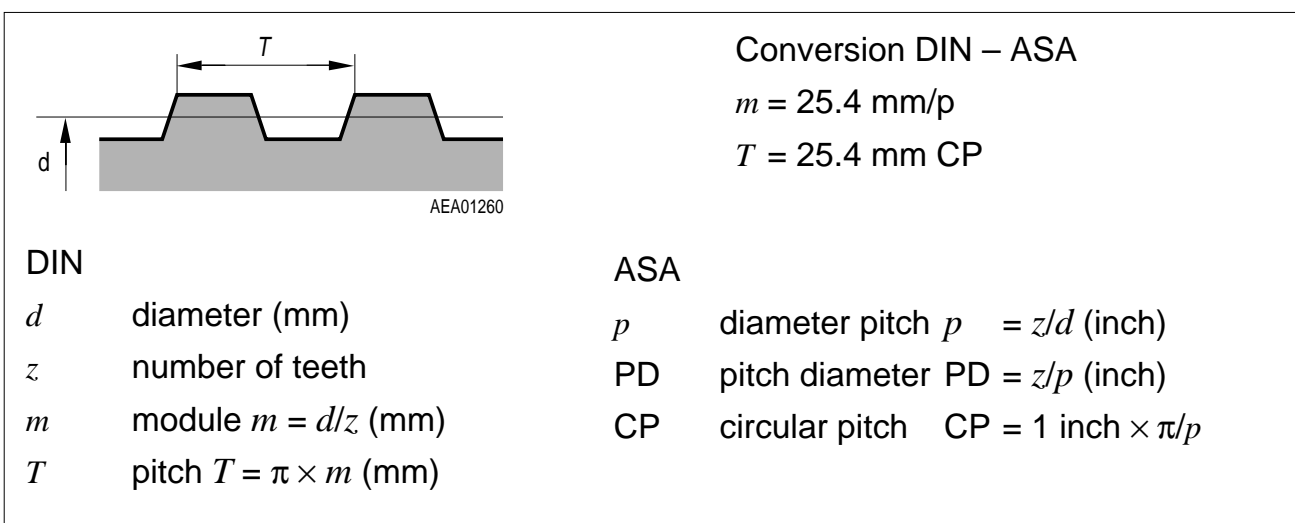 T
d
AEA01260
Conversion DIN – ASA
m = 25.4 mm/p
T = 25.4 mm CP
DIN
d diameter (mm)
z number of teeth
m module m = d/z (mm)
T pitch T = π × m (mm)
ASA
p diameter pitch p = z/d (inch)
PD pitch diameter PD = z/p (inch)
CP circular pitch CP = 1 inch × π/p